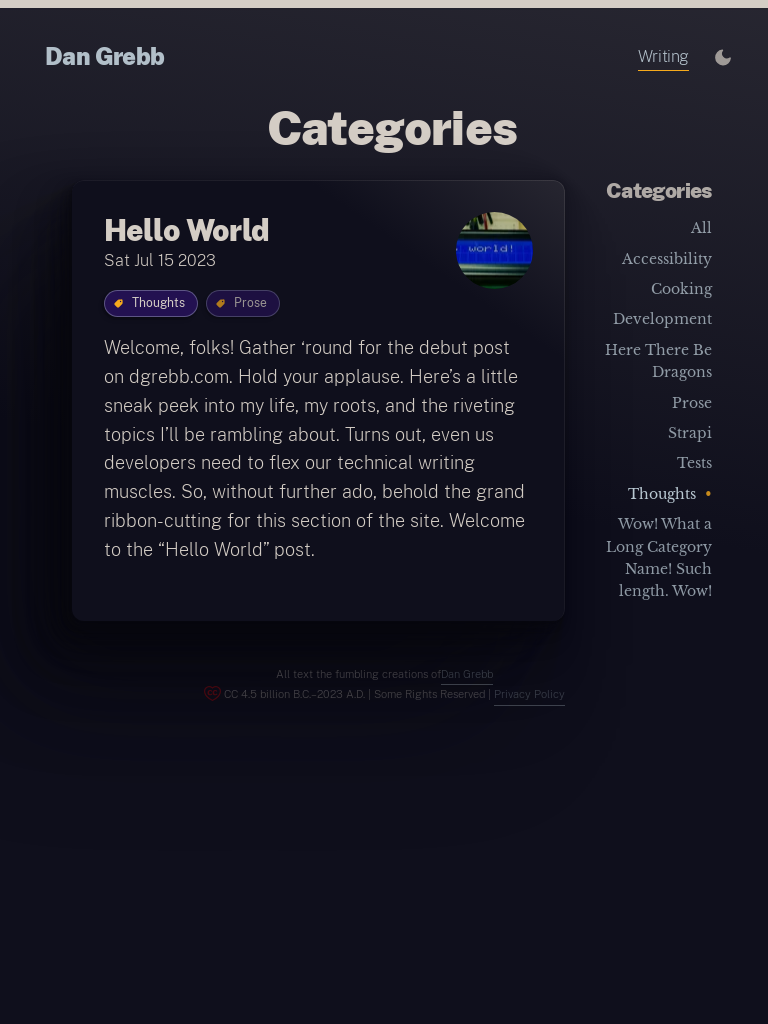 Dan Grebb
Writing
Categories
Hello World
Sat Jul 15 2023
world!
Thoughts
Prose
Welcome, folks! Gather ‘round for the debut post
on dgrebb.com. Hold your applause. Here’s a little
sneak peek into my life, my roots, and the riveting
topics I’ll be rambling about. Turns out, even us
developers need to flex our technical writing
muscles. So, without further ado, behold the grand
ribbon-cutting for this section of the site. Welcome
to the “Hello World” post.
Categories
All
Accessibility
Cooking
Development
Here There Be
Dragons
Prose
Strapi
Tests
Thoughts •
Wow! What a
Long Category
Name! Such
length. Wow!
All text the fumbling creations ofDan Grebb
CC 4.5 billion B.C.–2023 A.D. | Some Rights Reserved | Privacy Policy